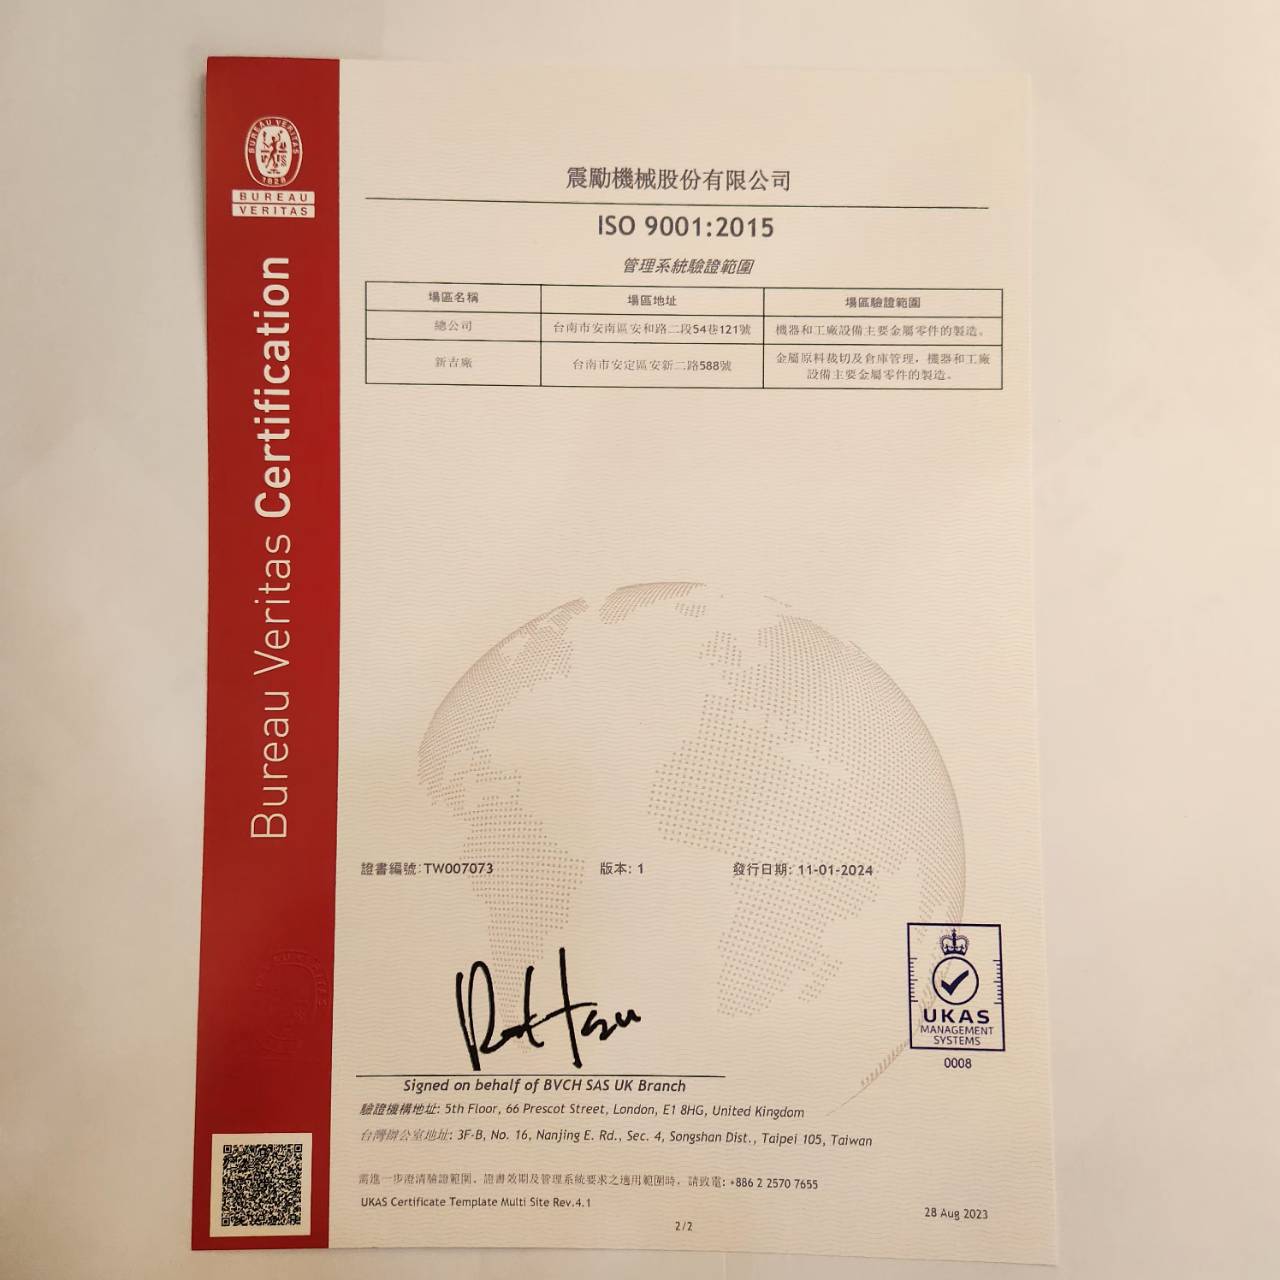 BUREAU VERITAS
1828
BUREAU
VERITAS
Bureau Veritas Certification
震勵機械股份有限公司
ISO 9001:2015
管理系統驗證範圍
場區名稱 場區地址 場區驗證範圍
總公司 台南市安南區安和路二段54巷121號 機器和工廠設備主要金屬零件的製造。
新吉廠 台南市安定區安新二路588號 金屬原料裁切及倉庫管理，機器和工廠
設備主要金屬零件的製造。
證書編號: TW007073 版本: 1 發行日期: 11-01-2024
UKAS
MANAGEMENT
SYSTEMS
0008
Signed on behalf of BVCH SAS UK Branch
驗證機構地址: 5th Floor, 66 Prescot Street, London, E1 8HG, United Kingdom
台灣辦公室地址: 3F-B, No. 16, Nanjing E. Rd., Sec. 4, Songshan Dist., Taipei 105, Taiwan
需進一步澄清驗證範圍、證書效期及管理系統要求之適用範圍時，請致電: +886 2 2570 7655
UKAS Certificate Template Multi Site Rev.4.1
28 Aug 2023
2/2